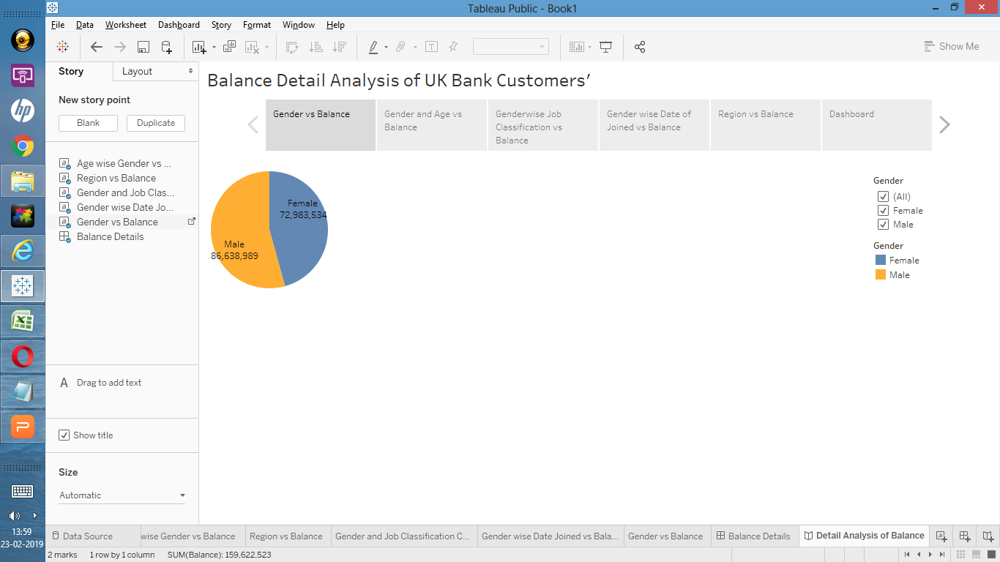 Tableau Public - Book1
File Data Worksheet Dashboard Story Format Window Help
Show Me
Story
Layout
New story point
Blank
Duplicate
Age wise Gender vs ...
Region vs Balance
Gender and Job Clas...
Gender wise Date Jo...
Gender vs Balance
Balance Details
A Drag to add text
Show title
Size
Automatic
Balance Detail Analysis of UK Bank Customers’
Gender vs Balance
Gender and Age vs
Balance
Genderwise Job
Classification vs
Balance
Gender wise Date of
Joined vs Balance
Region vs Balance
Dashboard
Female
72,983,534
Male
86,638,989
Gender
(All)
Female
Male
Gender
Female
Male
hp
13:59
23-02-2019
Data Source
wise Gender vs Balance
Region vs Balance
Gender and Job Classification C...
Gender wise Date Joined vs Bala...
Gender vs Balance
Balance Details
Detail Analysis of Balance
2 marks 1 row by 1 column SUM(Balance): 159,622,523